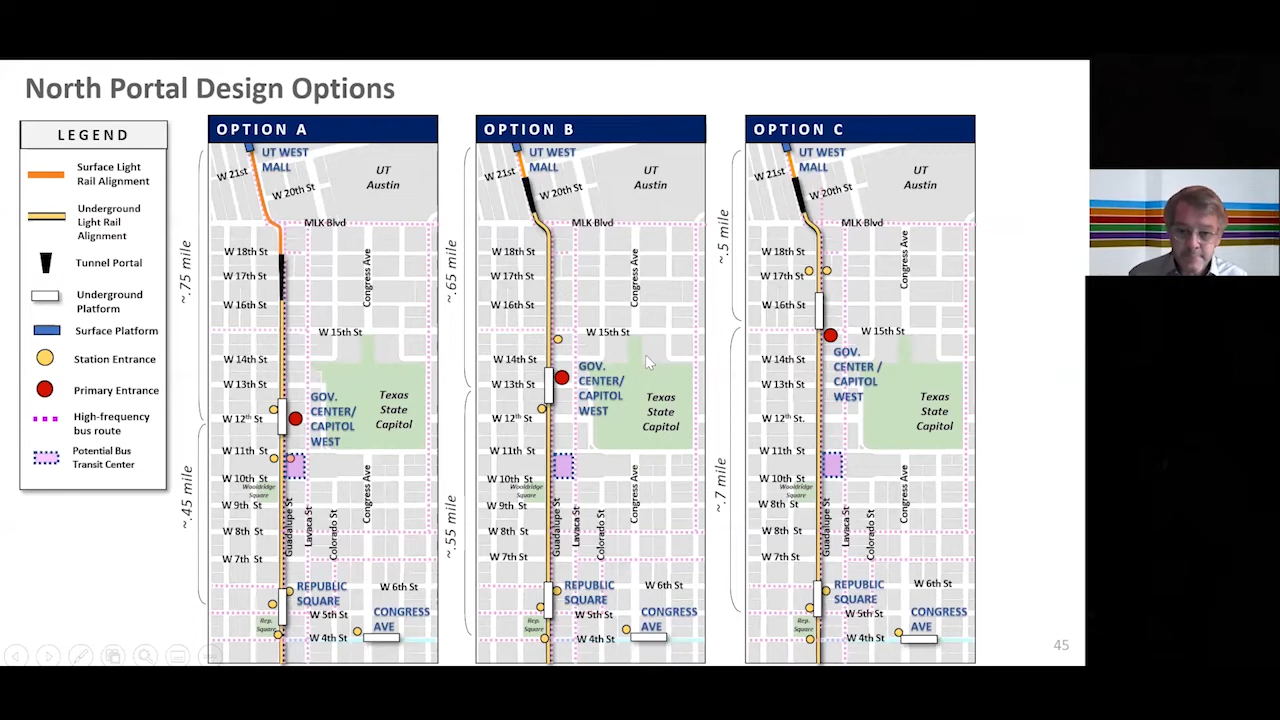 North Portal Design Options
LEGEND
Surface Light
Rail Alignment
Underground
Light Rail
Alignment
Tunnel Portal
Underground
Platform
Surface Platform
Station Entrance
Primary Entrance
High-frequency
bus route
Potential Bus
Transit Center
OPTION A
~.75 mile
~.45 mile
UT WEST
MALL
W 21st
W 20th St
UT
Austin
MLK Blvd
W 18th St
W 17th St
W 16th St
Congress Ave
W 15th St
W 14th St
W 13th St
W 12th St
GOV.
CENTER/
CAPITOL
WEST
Texas
State
Capitol
W 11th St
W 10th St
Wooldridge
Square
W 9th St
W 8th St
W 7th St
Guadalupe St
Lavaca St
Colorado St
Congress Ave
REPUBLIC
SQUARE
W 6th St
W 5th St
Rep.
Square
W 4th St
CONGRESS
AVE
OPTION B
~.65 mile
~.55 mile
UT WEST
MALL
W 21st
W 20th St
UT
Austin
MLK Blvd
W 18th St
W 17th St
W 16th St
Congress Ave
W 15th St
W 14th St
W 13th St
W 12th St
GOV.
CENTER/
CAPITOL
WEST
Texas
State
Capitol
W 11th St
W 10th St
Wooldridge
Square
W 9th St
W 8th St
W 7th St
Guadalupe St
Lavaca St
Colorado St
Congress Ave
REPUBLIC
SQUARE
W 6th St
W 5th St
Rep.
Square
W 4th St
CONGRESS
AVE
OPTION C
~.5 mile
~.7 mile
UT WEST
MALL
W 21st
W 20th St
UT
Austin
MLK Blvd
W 18th St
W 17th St
W 16th St
Congress Ave
W 15th St
W 14th St
W 13th St
W 12th St.
GOV.
CENTER /
CAPITOL
WEST
Texas
State
Capitol
W 11th St
W 10th St
Wooldridge
Square
W 8th St
W 8th St
W 7th St
Guadalupe St
Lavaca St
Colorado St
Congress Ave
REPUBLIC
SQUARE
W 6th St
W 5th St
Rep.
Square
W 4th St
CONGRESS
AVE
45